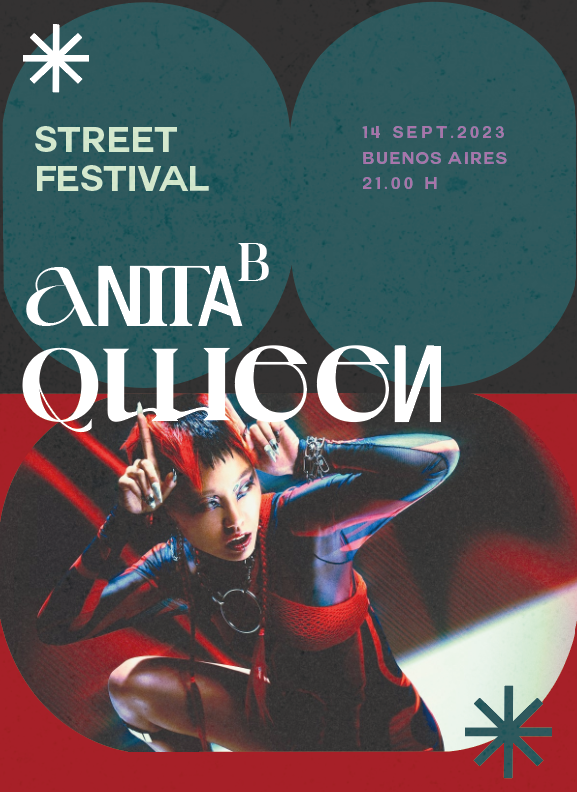 STREET
FESTIVAL
14 SEPT.2023
BUENOS AIRES
21.00 H
ANITA B
QUEEN